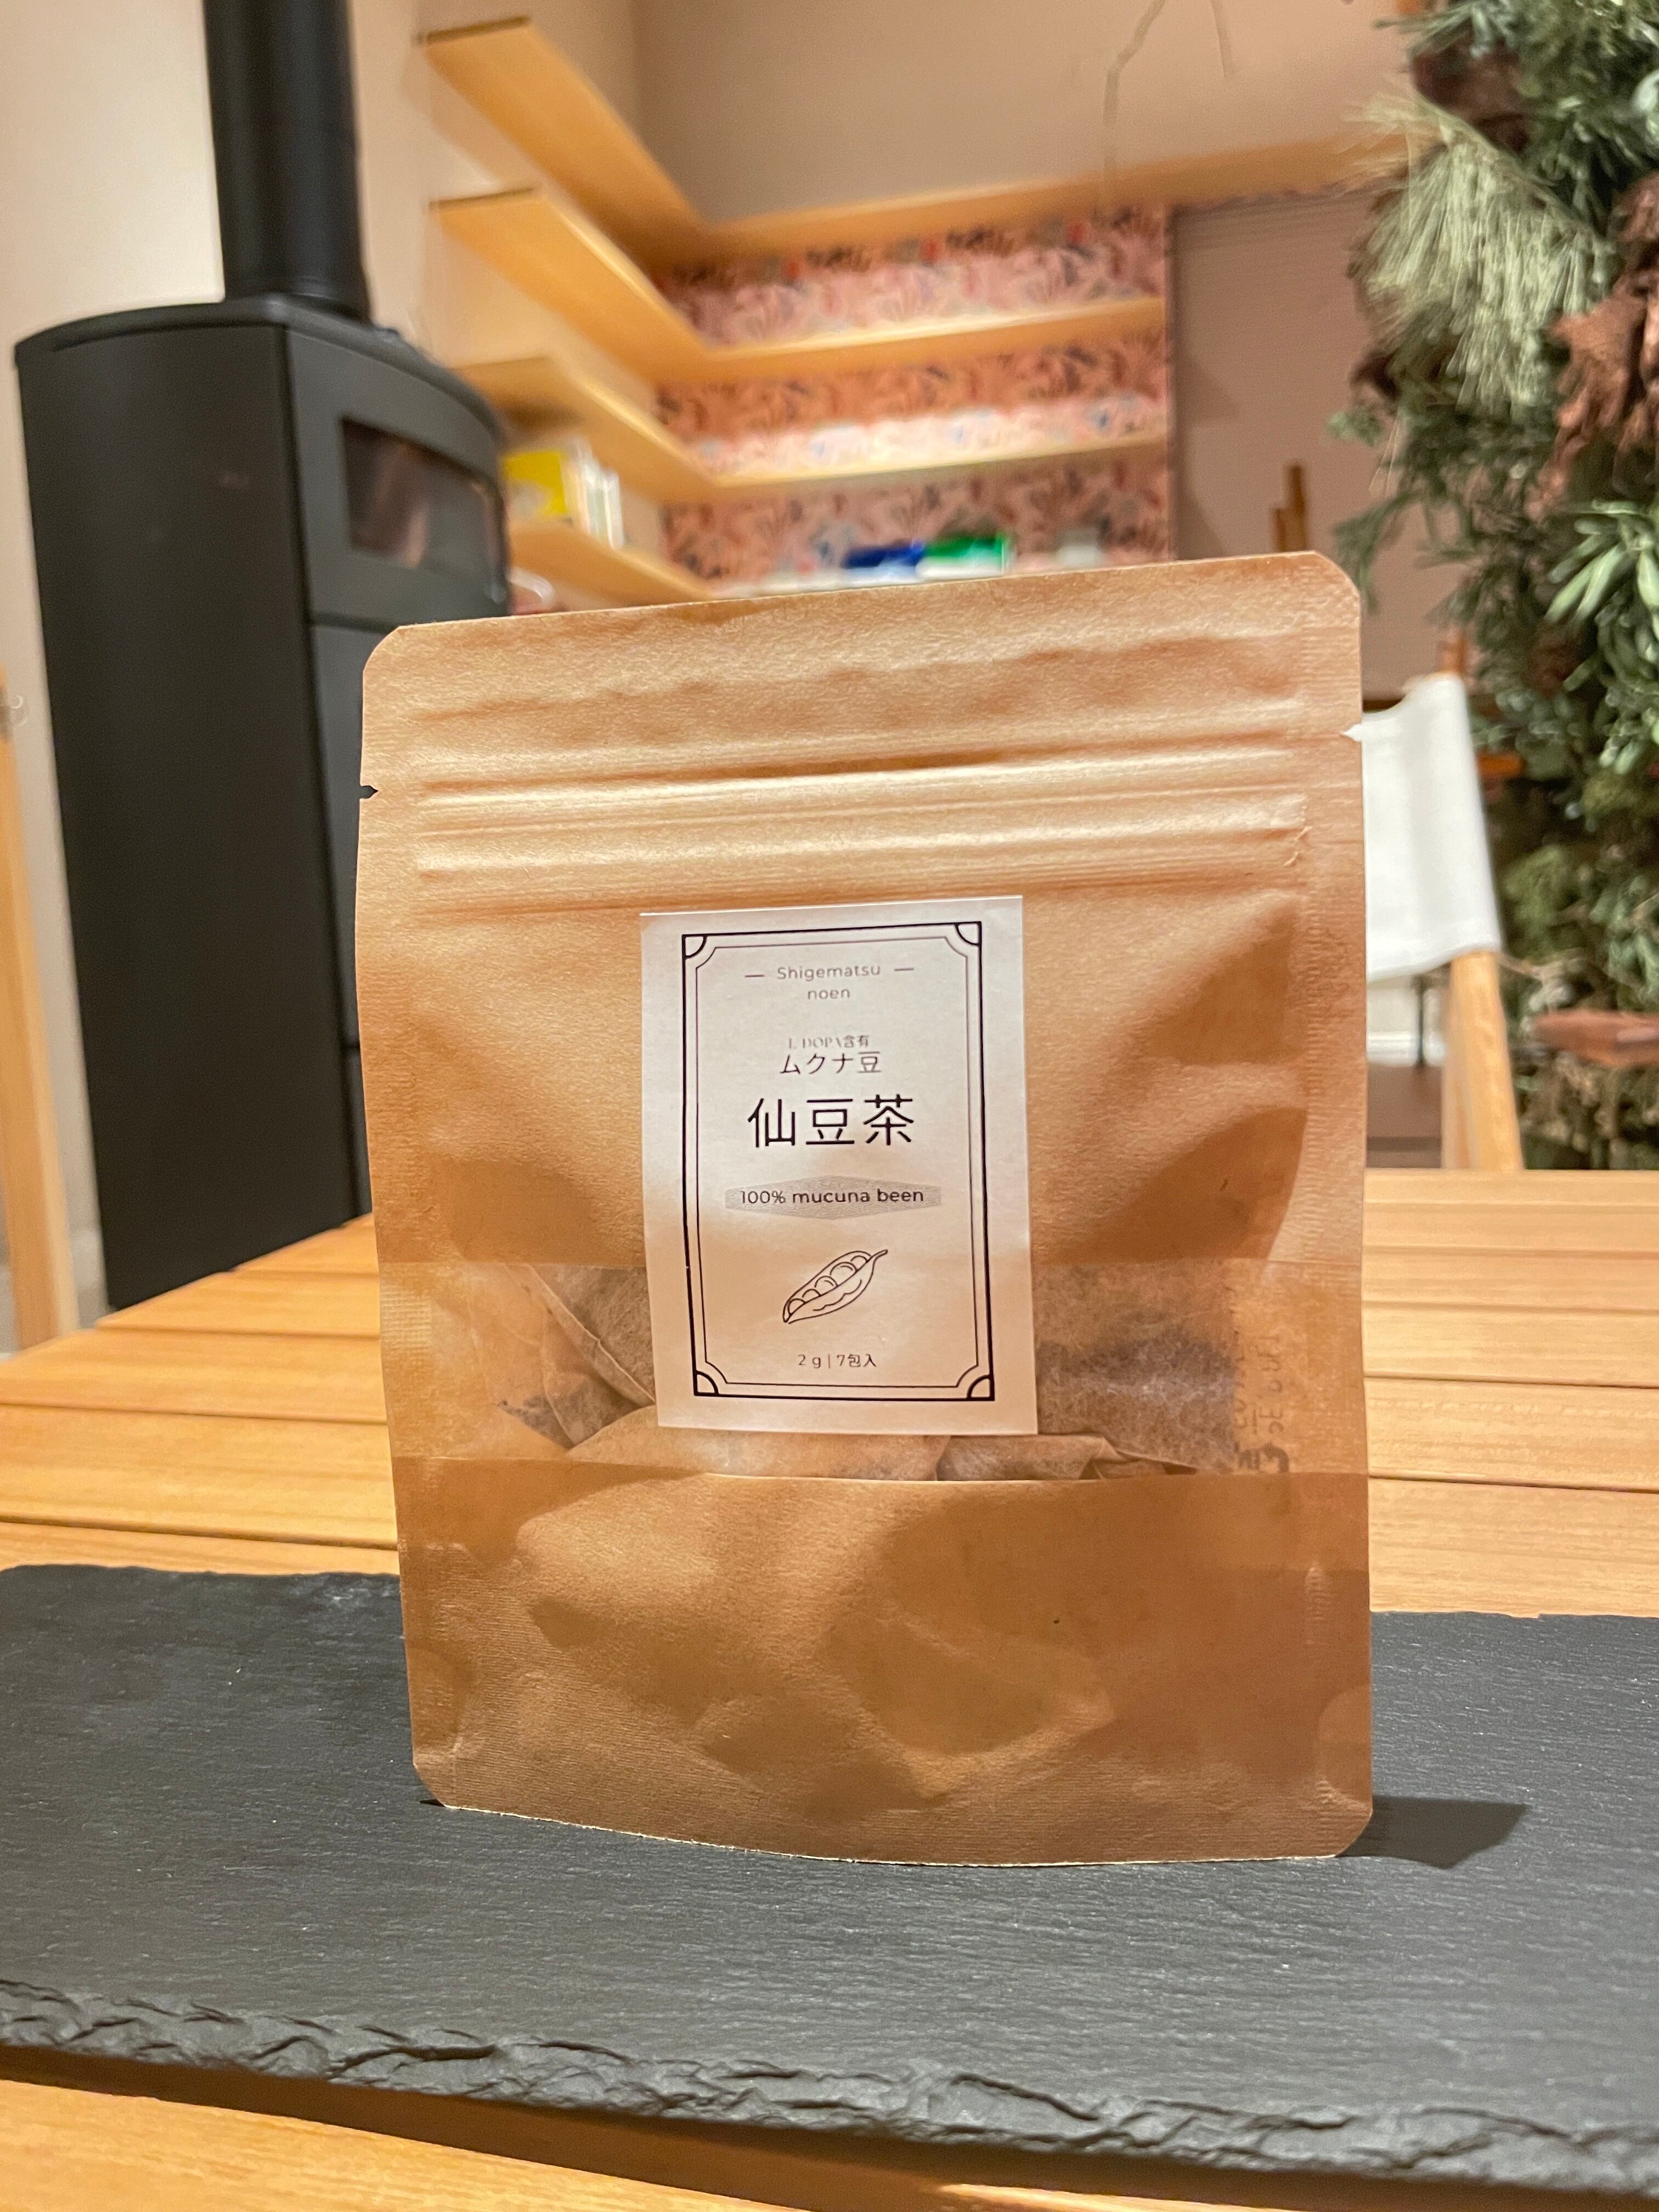 Shigematsu
noen
L-DOPA含有
ムクナ豆
仙豆茶
100% mucuna been
2g|7包入